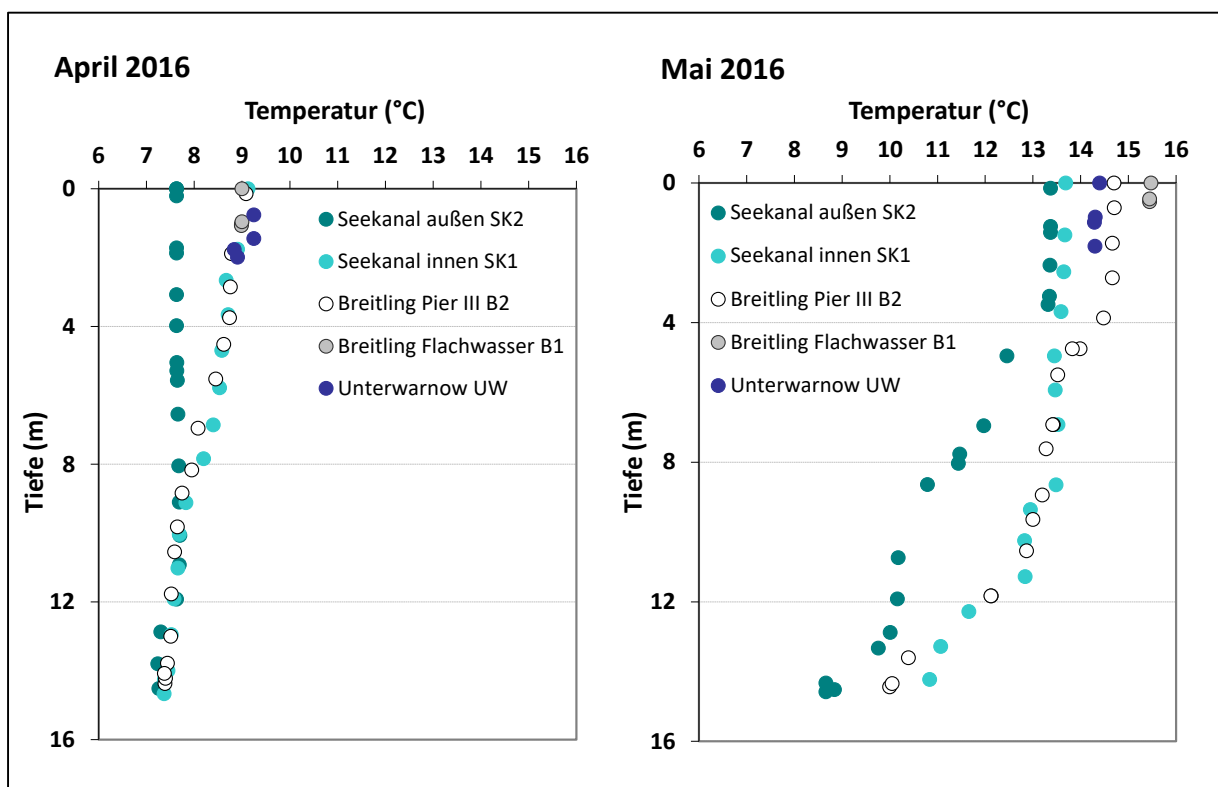 April 2016
Temperatur (°C)
6 7 8 9 10 11 12 13 14 15 16
0
4
8
12
16
Tiefe (m)
Seekanal außen SK2
Seekanal innen SK1
Breitling Pier III B2
Breitling Flachwasser B1
Unterwarnow UW
Mai 2016
Temperatur (°C)
6 7 8 9 10 11 12 13 14 15 16
0
4
8
12
16
Tiefe (m)
Seekanal außen SK2
Seekanal innen SK1
Breitling Pier III B2
Breitling Flachwasser B1
Unterwarnow UW